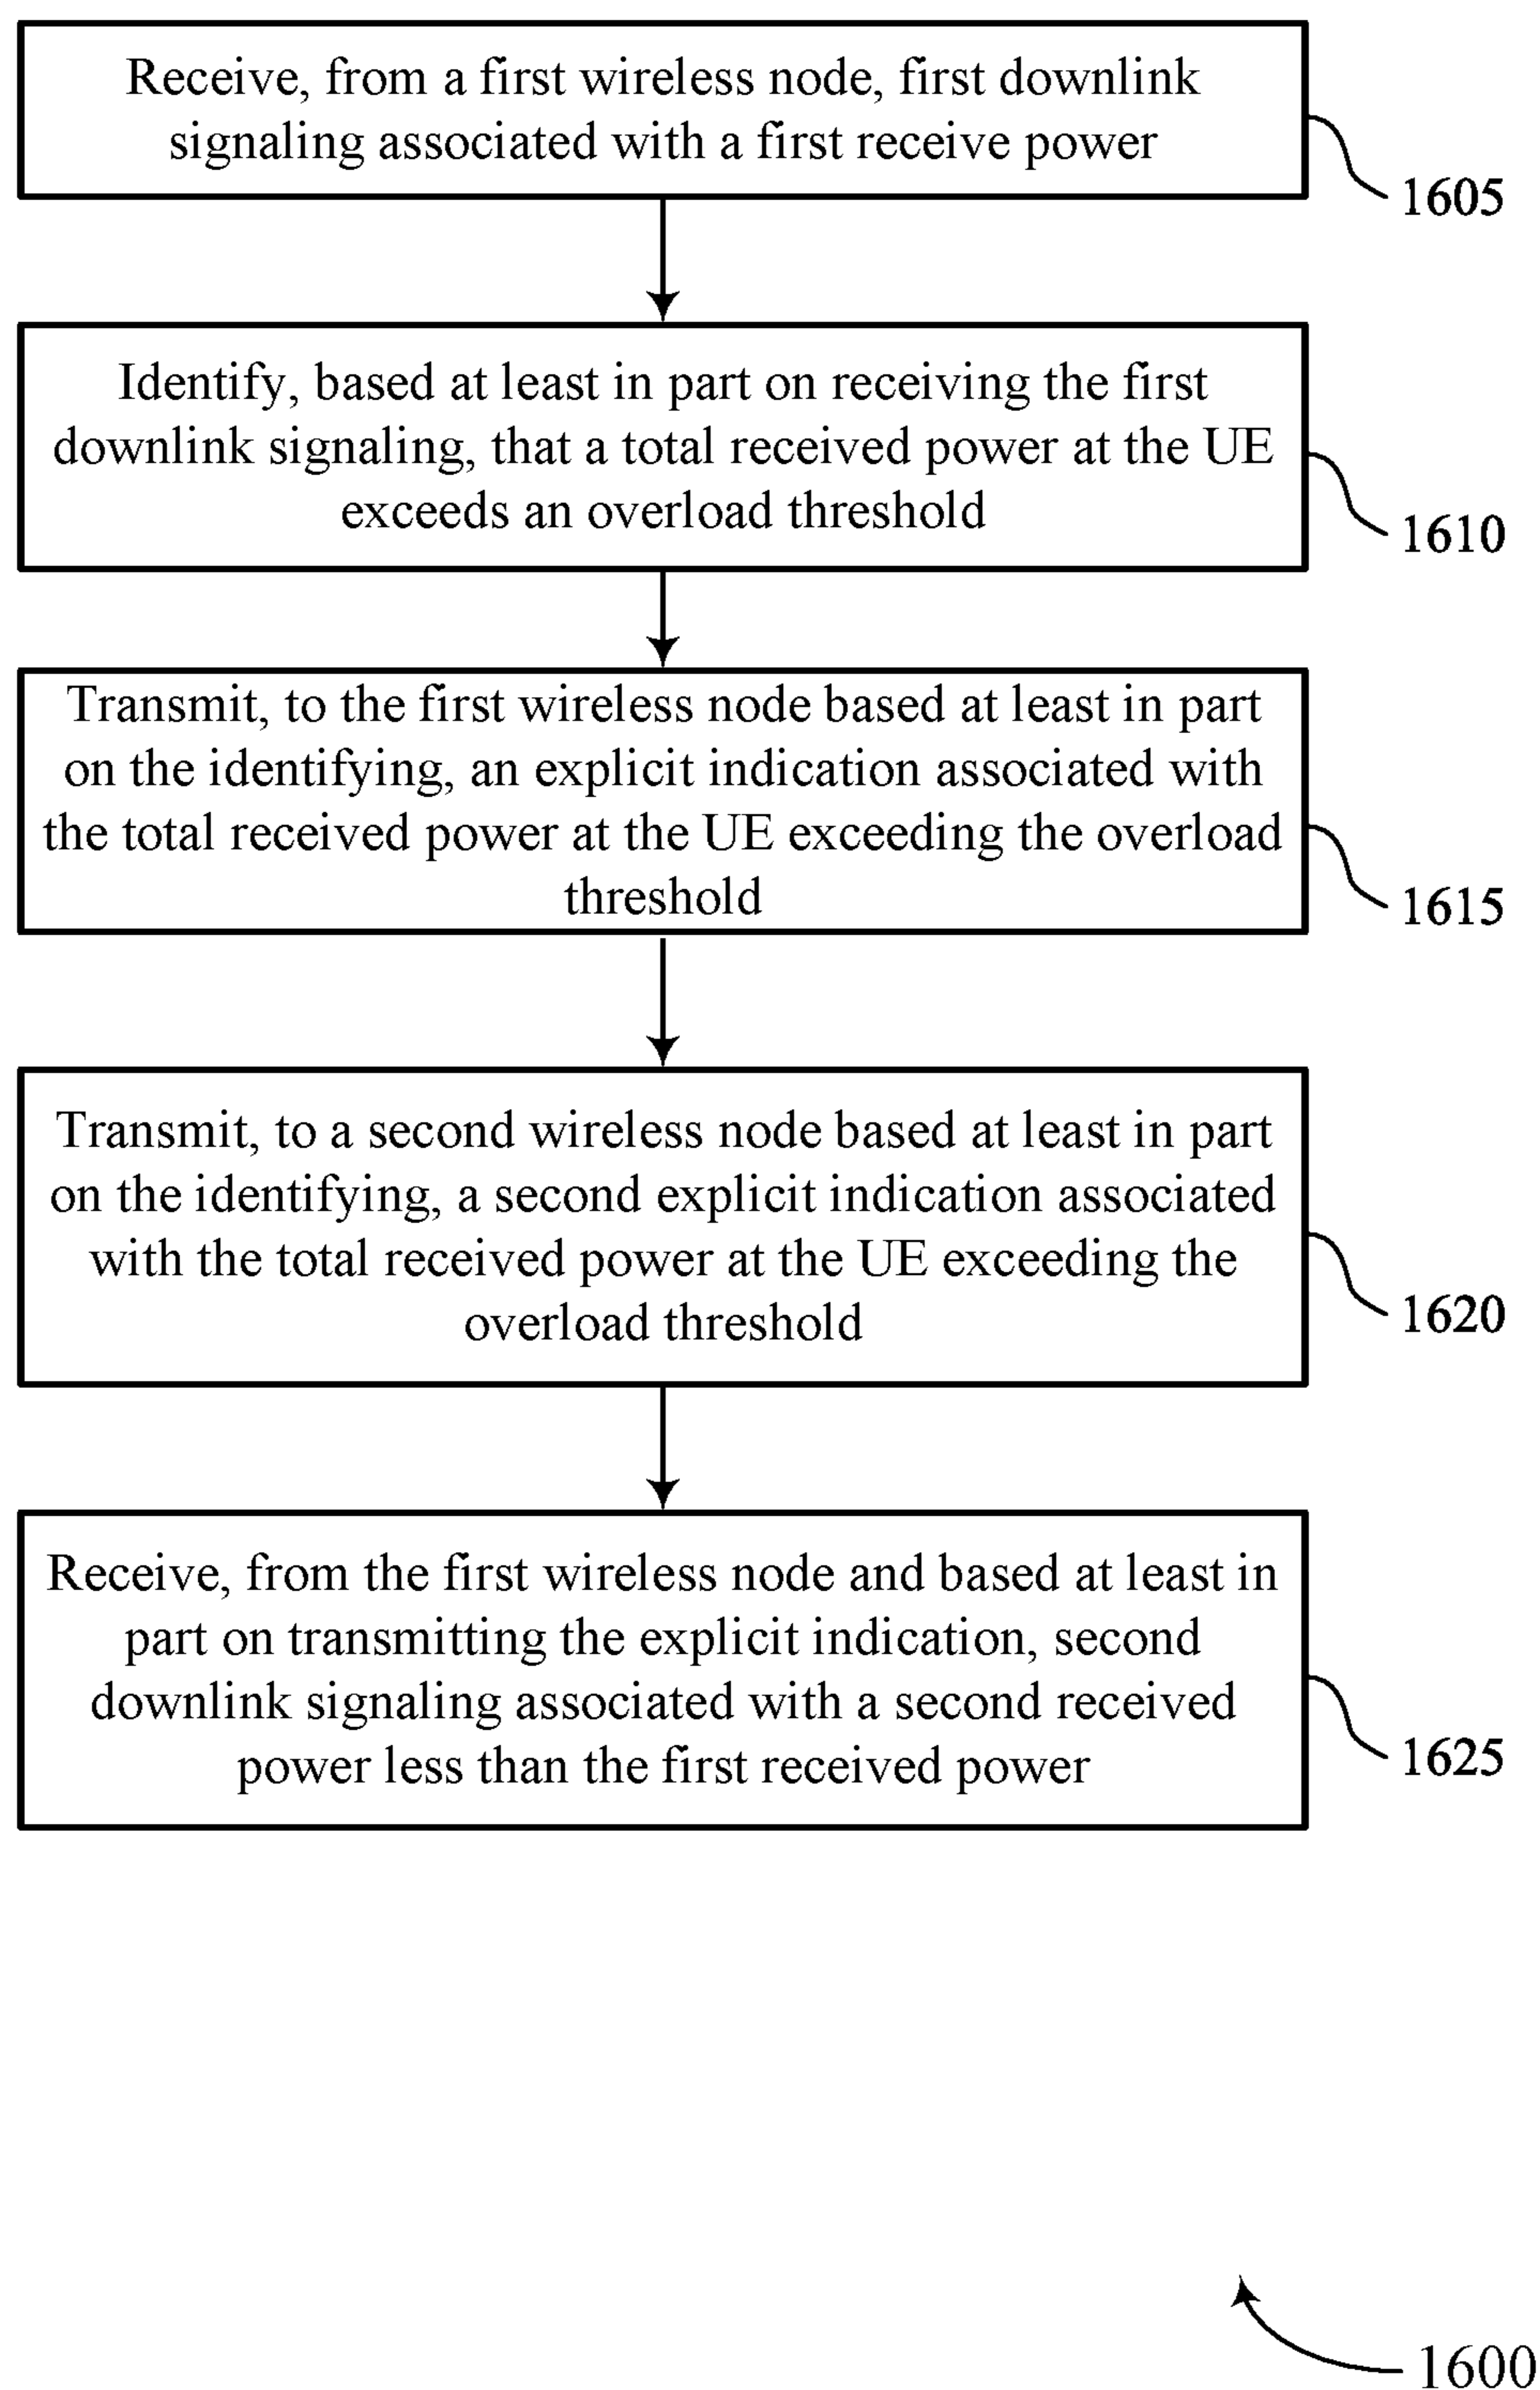 Receive, from a first wireless node, first downlink
signaling associated with a first receive power
1605
Identify, based at least in part on receiving the first
downlink signaling, that a total received power at the UE
exceeds an overload threshold
1610
Transmit, to the first wireless node based at least in part
on the identifying, an explicit indication associated with
the total received power at the UE exceeding the overload
threshold
1615
Transmit, to a second wireless node based at least in part
on the identifying, a second explicit indication associated
with the total received power at the UE exceeding the
overload threshold
1620
Receive, from the first wireless node and based at least in
part on transmitting the explicit indication, second
downlink signaling associated with a second received
power less than the first received power
1625
1600